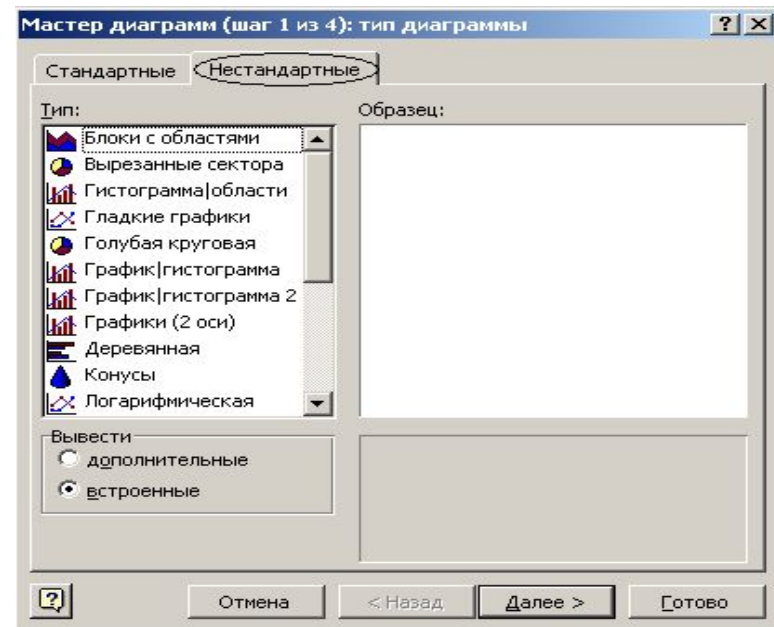 Мастер диаграмм (шаг 1 из 4): тип диаграммы
Стандартные Нестандартные
Тип:
Образец:
Блоки с областями
Вырезанные сектора
Гистограмма|области
Гладкие графики
Голубая круговая
График|гистограмма
График|гистограмма 2
Графики (2 оси)
Деревянная
Конусы
Логарифмическая
Вывести
дополнительные
встроенные
Отмена < Назад Далее > Готово